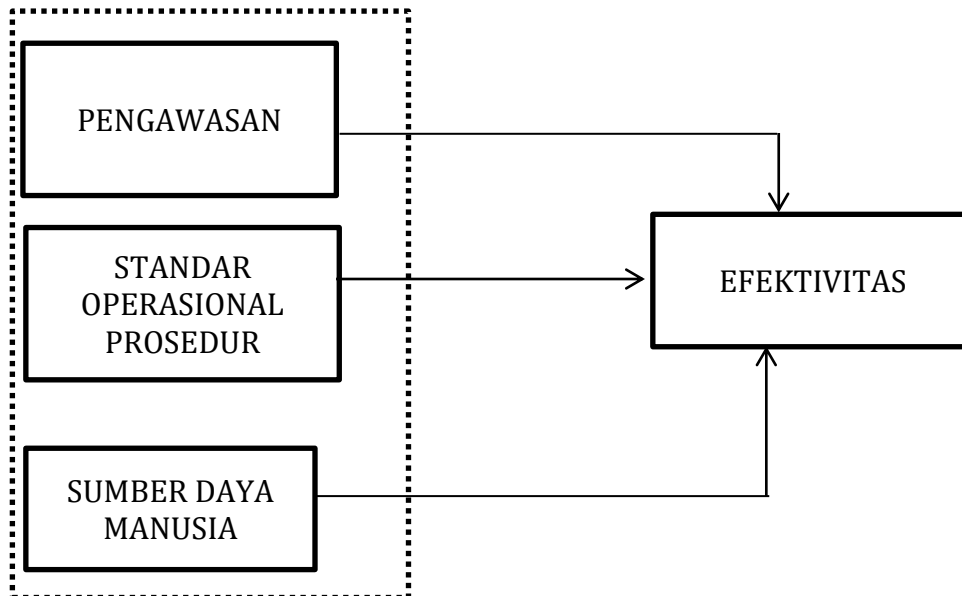 PENGAWASAN
STANDAR
OPERASIONAL
PROSEDUR
EFEKTIVITAS
SUMBER DAYA
MANUSIA